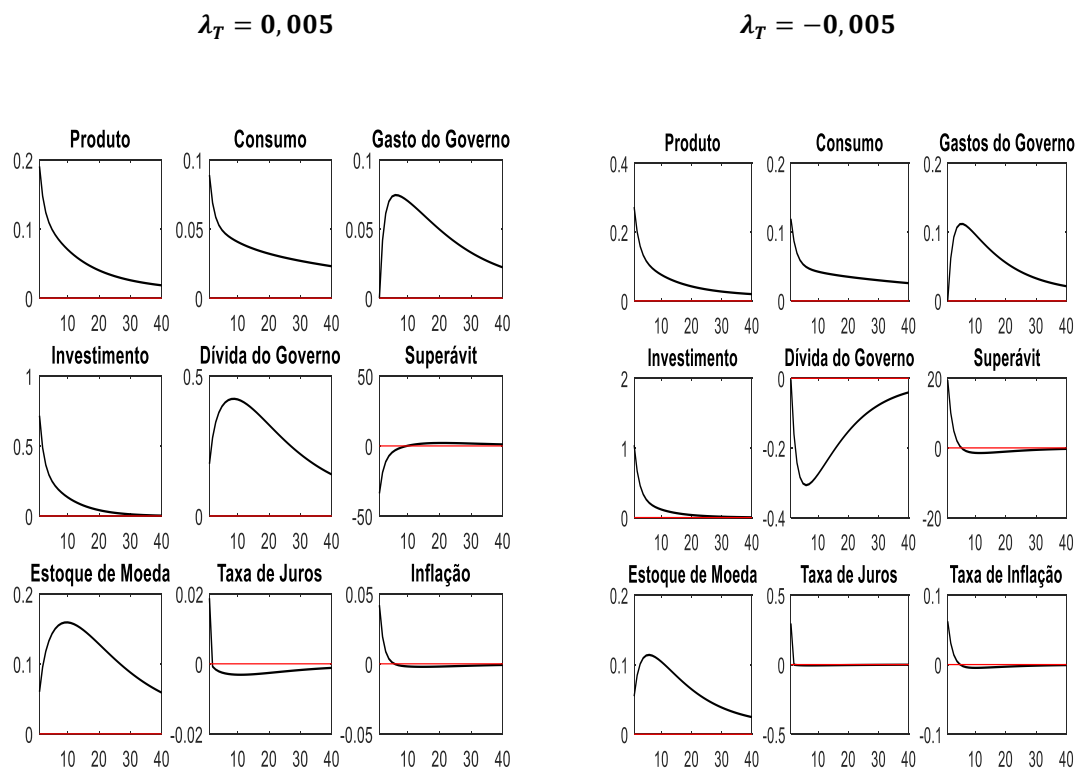 λ_T = 0,005
Produto Consumo Gasto do Governo
0.2 0.1 0 0.1 0.05 0 0.1 0.05 0
10 20 30 40 10 20 30 40 10 20 30 40
Investimento Dívida do Governo Superávit
1 0.5 0 0.5 0 50 0 -50
10 20 30 40 10 20 30 40 10 20 30 40
Estoque de Moeda Taxa de Juros Inflação
0.2 0.1 0 0.02 0 -0.02 0.05 0 -0.05
10 20 30 40 10 20 30 40 10 20 30 40
λ_T = −0,005
Produto Consumo Gastos do Governo
0.4 0.2 0 0.2 0.1 0 0.2 0.1 0
10 20 30 40 10 20 30 40 10 20 30 40
Investimento Dívida do Governo Superávit
2 1 0 0 -0.2 -0.4 20 0 -20
10 20 30 40 10 20 30 40 10 20 30 40
Estoque de Moeda Taxa de Juros Taxa de Inflação
0.2 0.1 0 0.5 0 -0.5 0.1 0 -0.1
10 20 30 40 10 20 30 40 10 20 30 40